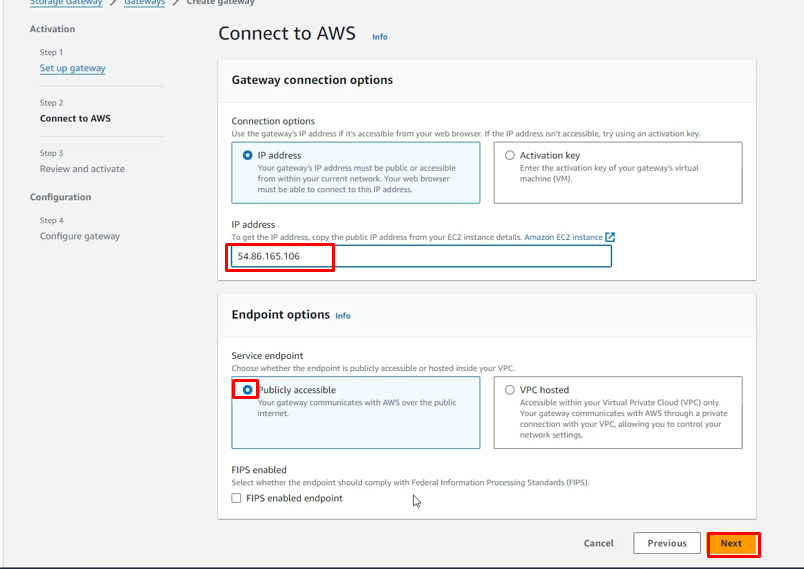 Storage Gateway > Gateways > Create gateway
Activation
Step 1
Set up gateway
Step 2
Connect to AWS
Step 3
Review and activate
Configuration
Step 4
Configure gateway
Connect to AWS Info
Gateway connection options
Connection options
Use the gateway's IP address if it's accessible from your web browser. If the IP address isn't accessible, try using an activation key.
IP address
Your gateway's IP address must be public or accessible
from within your current network. Your web browser
must be able to connect to this IP address.
Activation key
Enter the activation key of your gateway's virtual
machine (VM).
IP address
To get the IP address, copy the public IP address from your EC2 instance details. Amazon EC2 instance
54.86.165.106
Endpoint options Info
Service endpoint
Choose whether the endpoint is publicly accessible or hosted inside your VPC.
Publicly accessible
Your gateway communicates with AWS over the public
internet.
VPC hosted
Accessible within your Virtual Private Cloud (VPC) only.
Your gateway communicates with AWS through a private
connection with your VPC, allowing you to control your
network settings.
FIPS enabled
Select whether the endpoint should comply with Federal Information Processing Standards (FIPS).
FIPS enabled endpoint
Cancel Previous Next